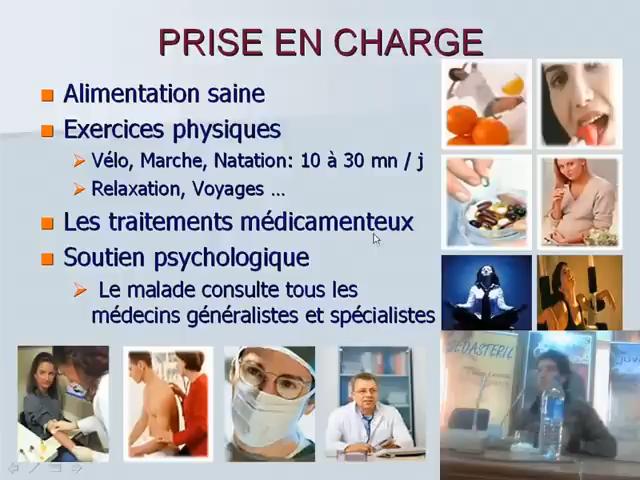 PRISE EN CHARGE
Alimentation saine
Exercices physiques
Vélo, Marche, Natation: 10 à 30 mn / j
Relaxation, Voyages ...
Les traitements médicamenteux
Soutien psychologique
Le malade consulte tous les
médecins généralistes et spécialistes